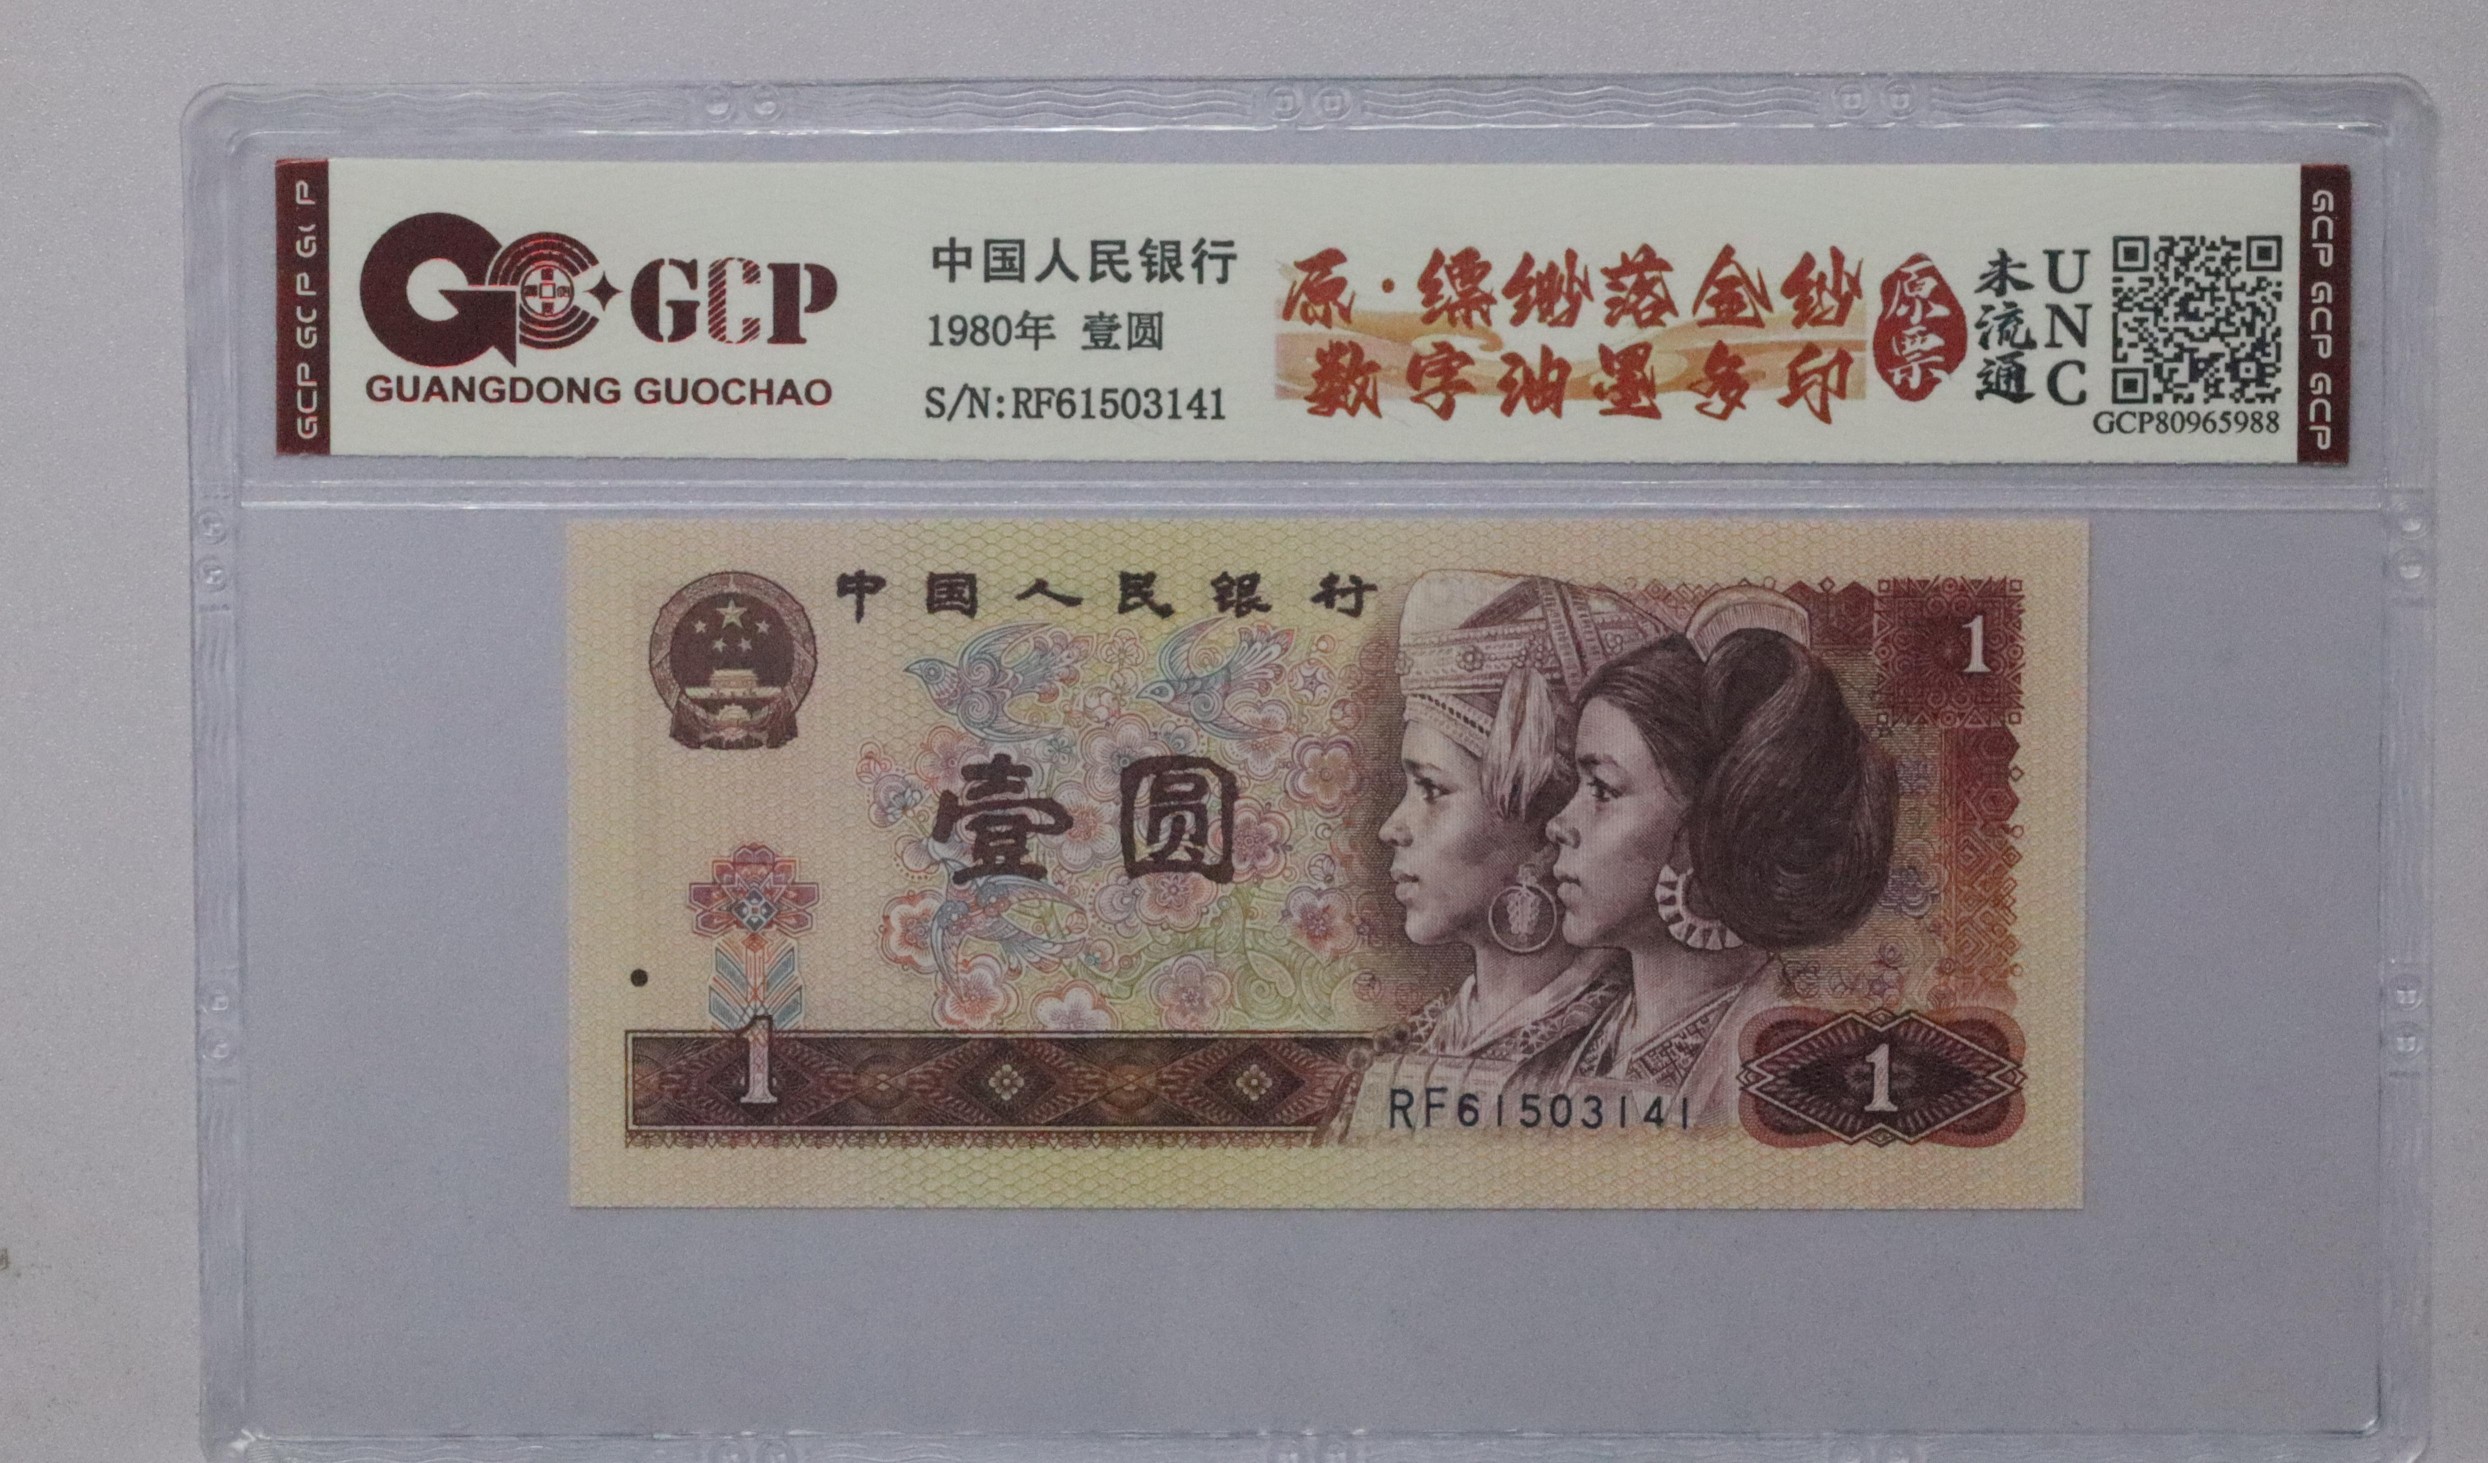 GCP GCP GCP
GCP
GUANGDONG GUOCHAO
中国人民银行
1980年 壹圆
S/N:RF61503141
原·缥缈落金纱
数字油墨多印
原票
未流通
UNC
GCP80965988
GCP GCP GCP
中国人民银行
1
壹圆
1
1
RF61503141